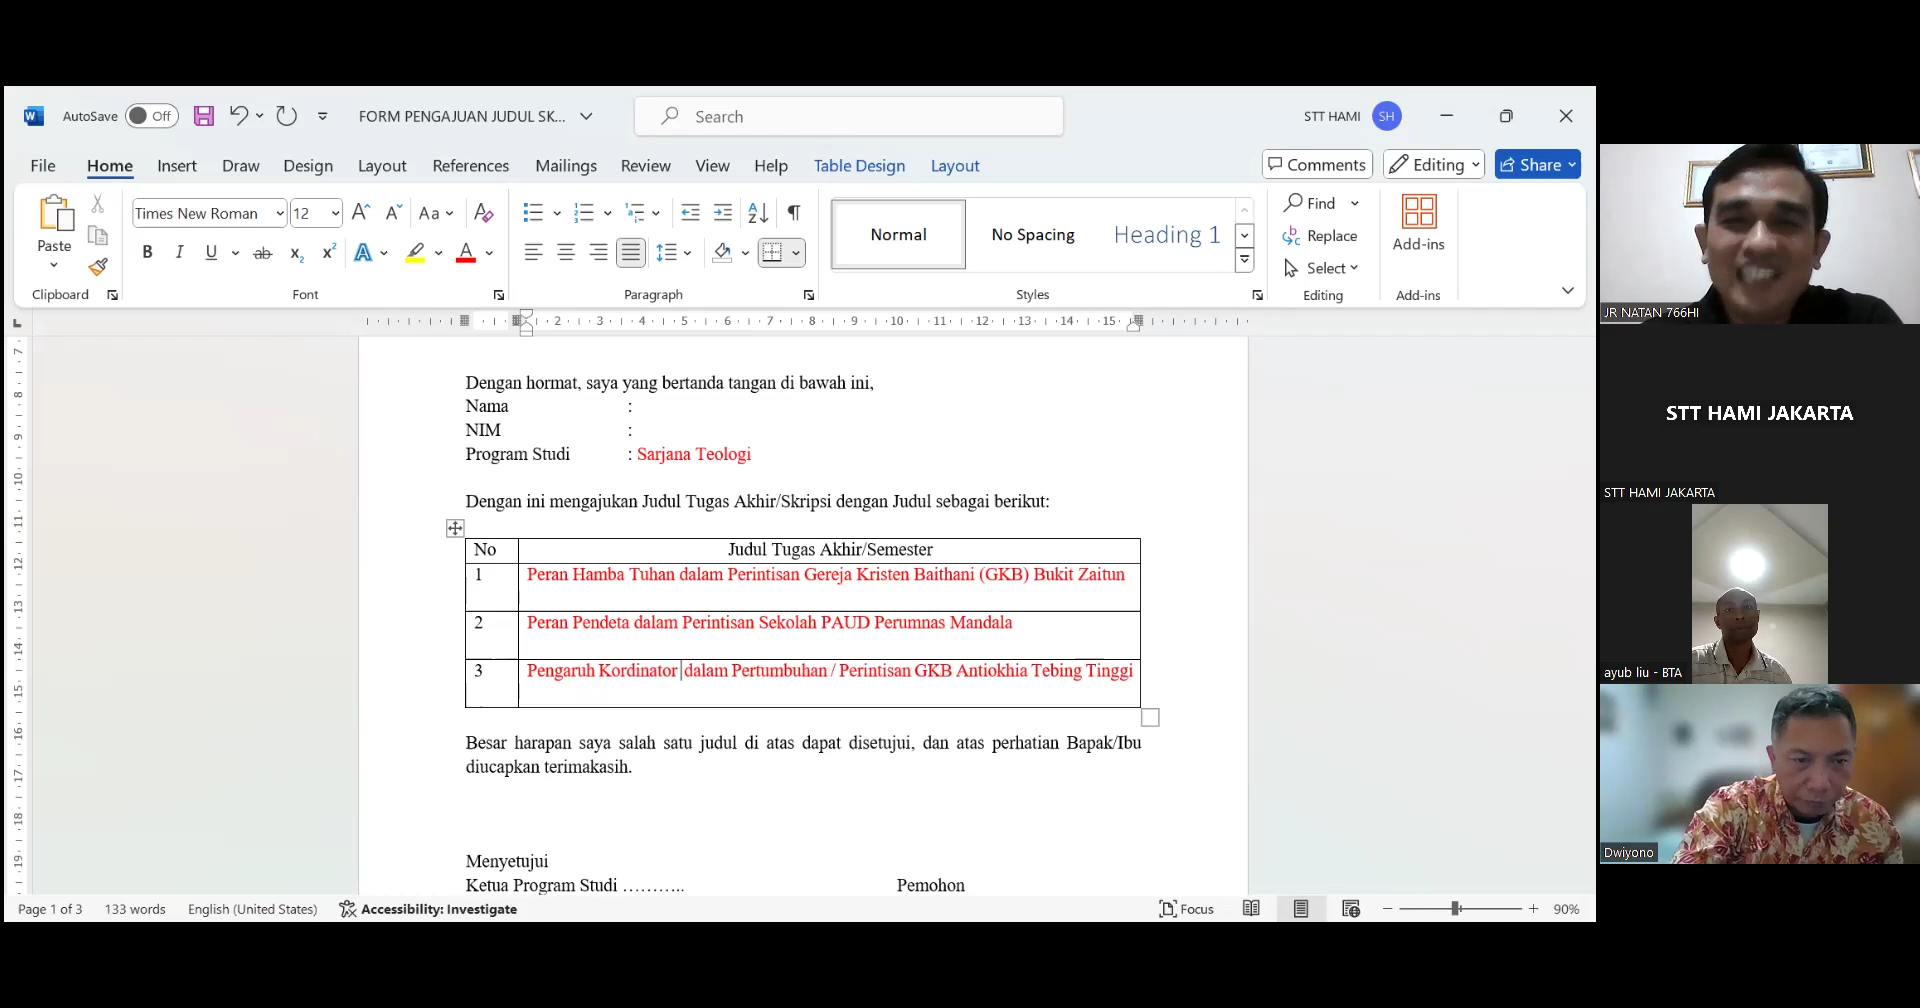 AutoSave Off FORM PENGAJUAN JUDUL SK... Search STT HAMI SH
File Home Insert Draw Design Layout References Mailings Review View Help Table Design Layout Comments Editing Share
Paste
Clipboard
Times New Roman 12
Font
Paragraph
Normal No Spacing Heading 1
Styles
Find
Replace
Select
Editing
Add-ins
Add-ins
Dengan hormat, saya yang bertanda tangan di bawah ini,
Nama :
NIM :
Program Studi : Sarjana Teologi
Dengan ini mengajukan Judul Tugas Akhir/Skripsi dengan Judul sebagai berikut:
No Judul Tugas Akhir/Semester
1 Peran Hamba Tuhan dalam Perintisan Gereja Kristen Baithani (GKB) Bukit Zaitun
2 Peran Pendeta dalam Perintisan Sekolah PAUD Perumnas Mandala
3 Pengaruh Kordinator dalam Pertumbuhan / Perintisan GKB Antiokhia Tebing Tinggi
Besar harapan saya salah satu judul di atas dapat disetujui, dan atas perhatian Bapak/Ibu
diucapkan terimakasih.
Menyetujui
Ketua Program Studi ……….. Pemohon
Page 1 of 3 133 words English (United States) Accessibility: Investigate Focus 90%
JR NATAN 766HI
STT HAMI JAKARTA
STT HAMI JAKARTA
ayub liu - BTA
Dwiyono